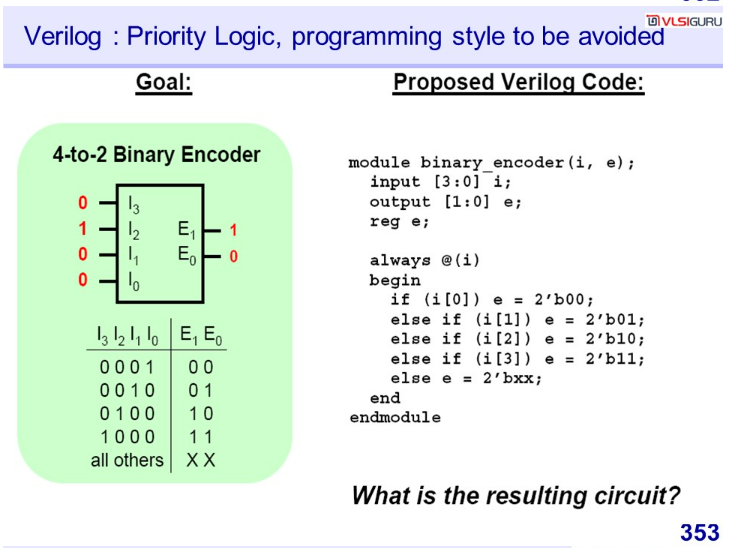 VLSIGURU
Verilog : Priority Logic, programming style to be avoided
Goal:
4-to-2 Binary Encoder
0 I3
1 I2 E1 1
0 I1 E0 0
0 I0
I3 I2 I1 I0 E1 E0
0 0 0 1 0 0
0 0 1 0 0 1
0 1 0 0 1 0
1 0 0 0 1 1
all others X X
Proposed Verilog Code:
module binary_encoder(i, e);
input [3:0] i;
output [1:0] e;
reg e;
always @(i)
begin
if (i[0]) e = 2'b00;
else if (i[1]) e = 2'b01;
else if (i[2]) e = 2'b10;
else if (i[3]) e = 2'b11;
else e = 2'bxx;
end
endmodule
What is the resulting circuit?
353